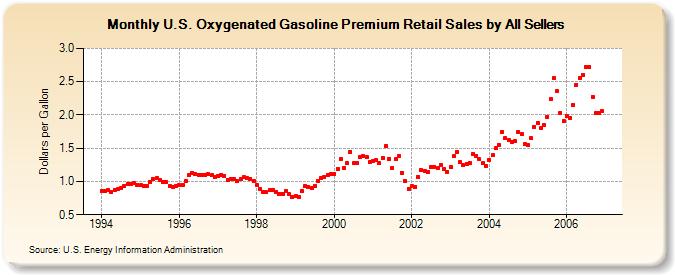 Monthly U.S. Oxygenated Gasoline Premium Retail Sales by All Sellers
Dollars per Gallon
3.0
2.5
2.0
1.5
1.0
0.5
1994 1996 1998 2000 2002 2004 2006
Source: U.S. Energy Information Administration